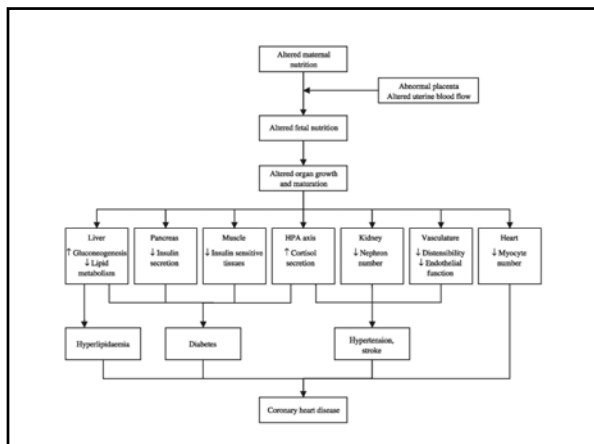 Altered maternal
nutrition
Abnormal placenta
Altered uterine blood flow
Altered fetal nutrition
Altered organ growth
and maturation
Liver
↑ Gluconeogenesis
↓ Lipid
metabolism
Pancreas
↓ Insulin
secretion
Muscle
↓ Insulin sensitive
tissues
HPA axis
↑ Cortisol
secretion
Kidney
↓ Nephron
number
Vasculature
↓ Distensibility
↓ Endothelial
function
Heart
↓ Myocyte
number
Hyperlipidaemia
Diabetes
Hypertension,
stroke
Coronary heart disease